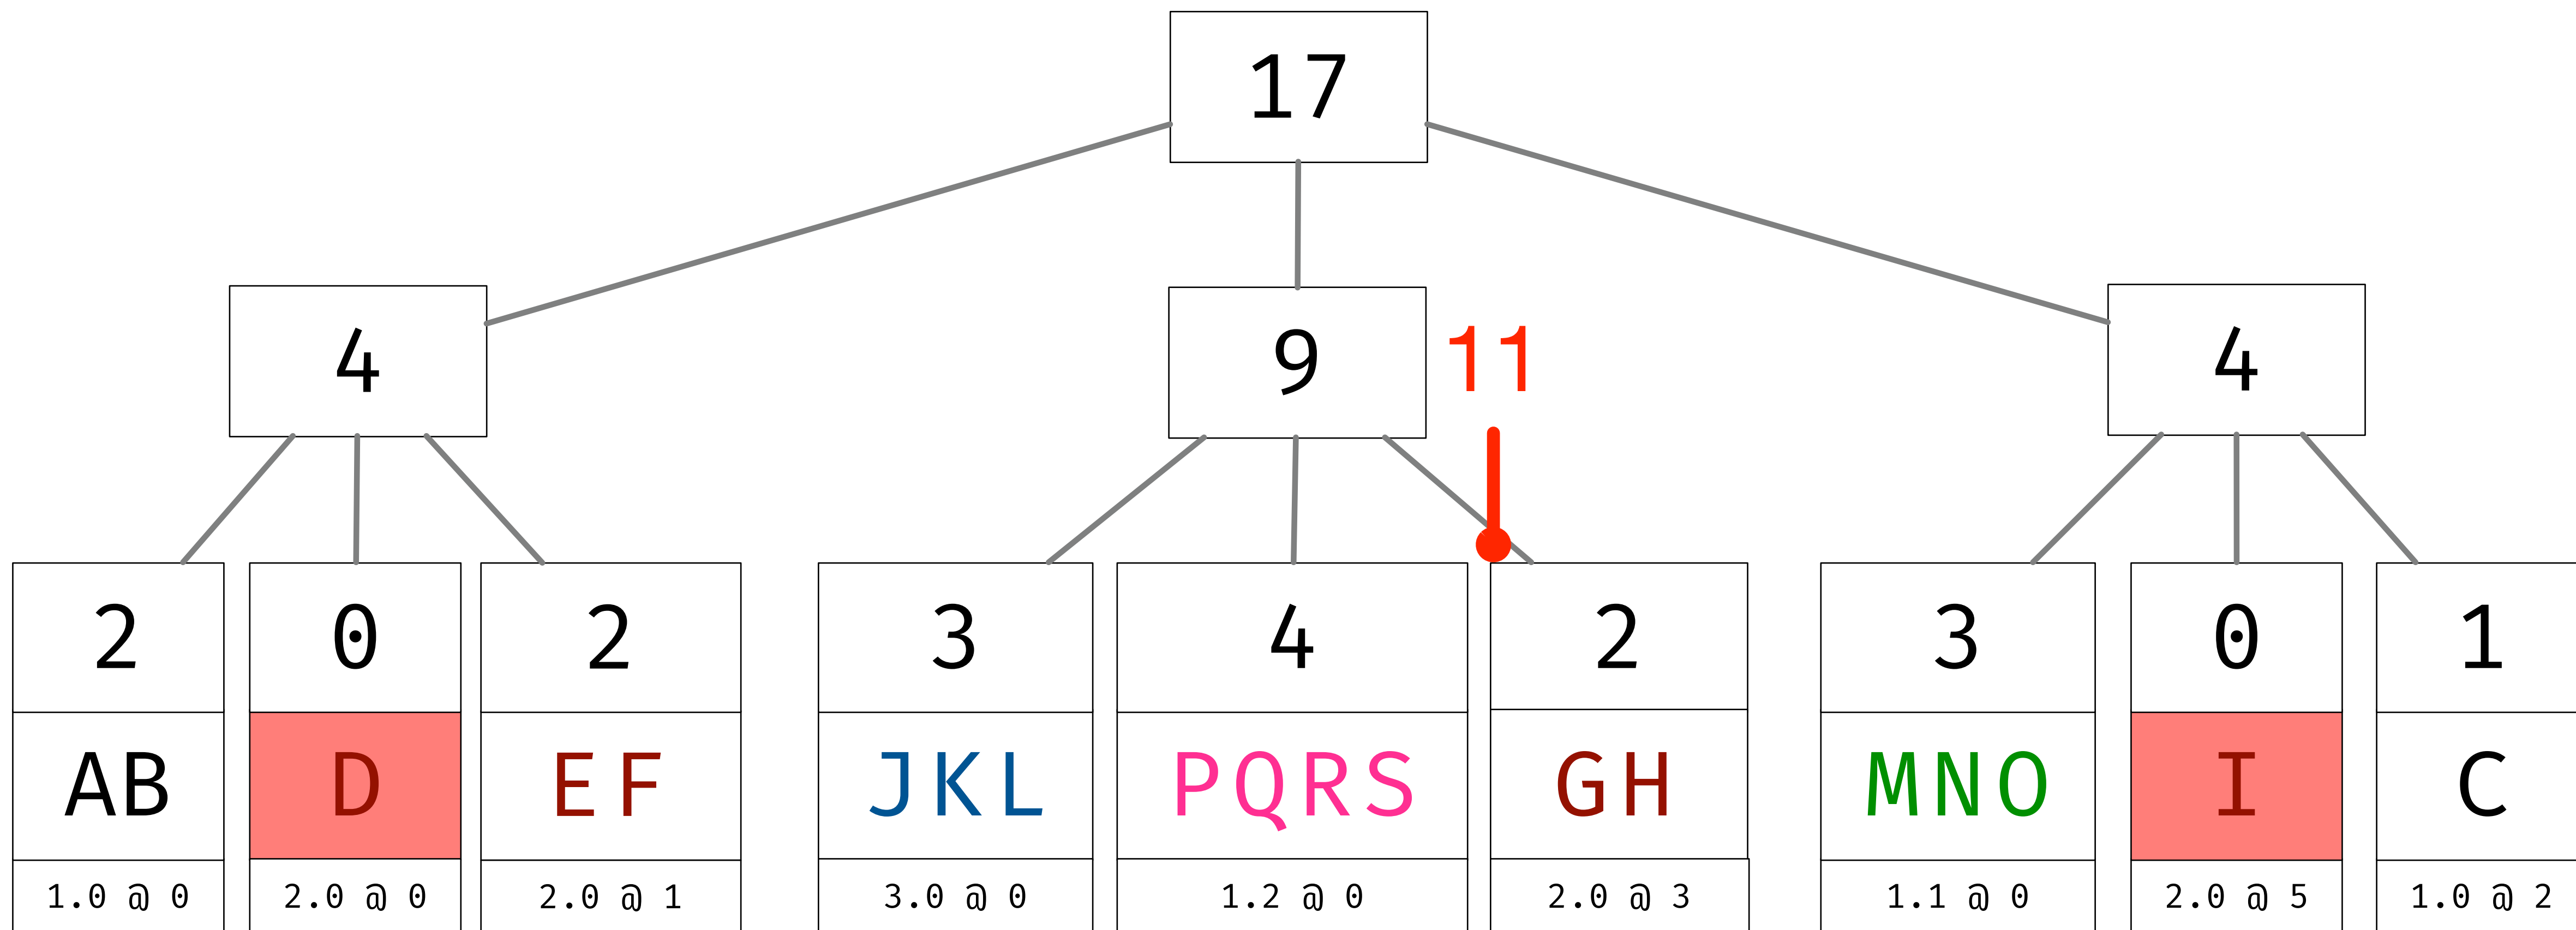 17
4 9 11 4
2 0 2 3 4 2 3 0 1
AB D EF JKL PQRS GH MNO I C
1.0 @ 0 2.0 @ 0 2.0 @ 1 3.0 @ 0 1.2 @ 0 2.0 @ 3 1.1 @ 0 2.0 @ 5 1.0 @ 2